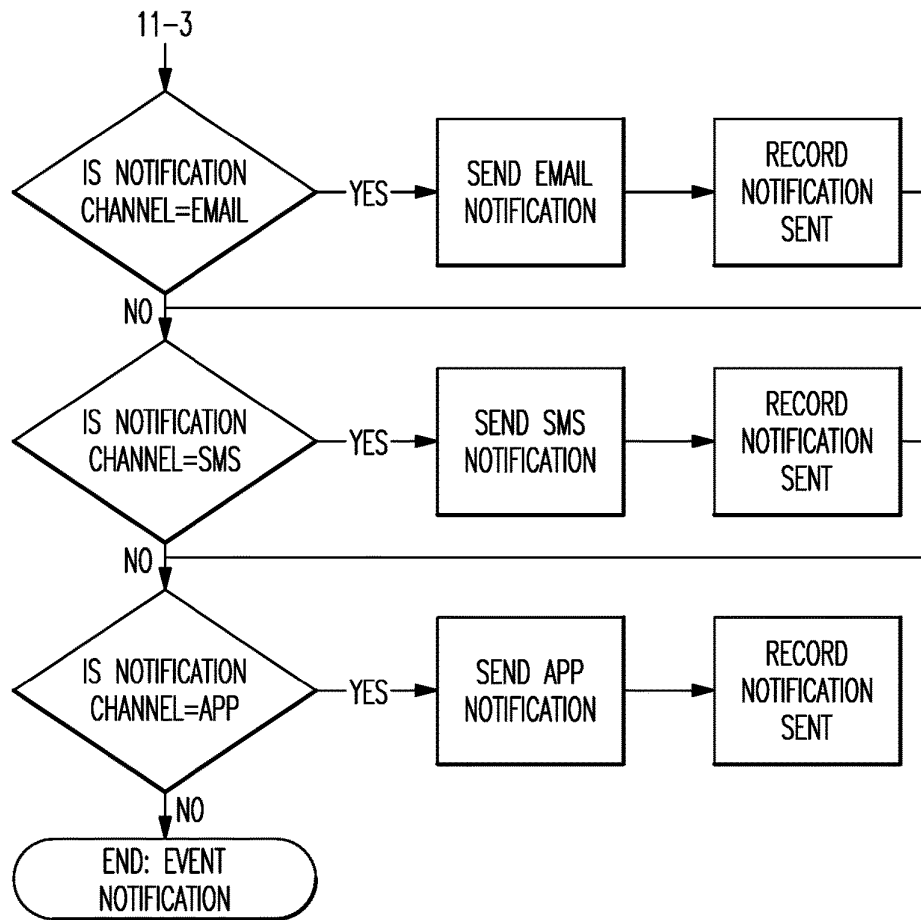 11-3
IS NOTIFICATION
CHANNEL=EMAIL
YES
SEND EMAIL
NOTIFICATION
RECORD
NOTIFICATION
SENT
NO
IS NOTIFICATION
CHANNEL=SMS
YES
SEND SMS
NOTIFICATION
RECORD
NOTIFICATION
SENT
NO
IS NOTIFICATION
CHANNEL=APP
YES
SEND APP
NOTIFICATION
RECORD
NOTIFICATION
SENT
NO
END: EVENT
NOTIFICATION